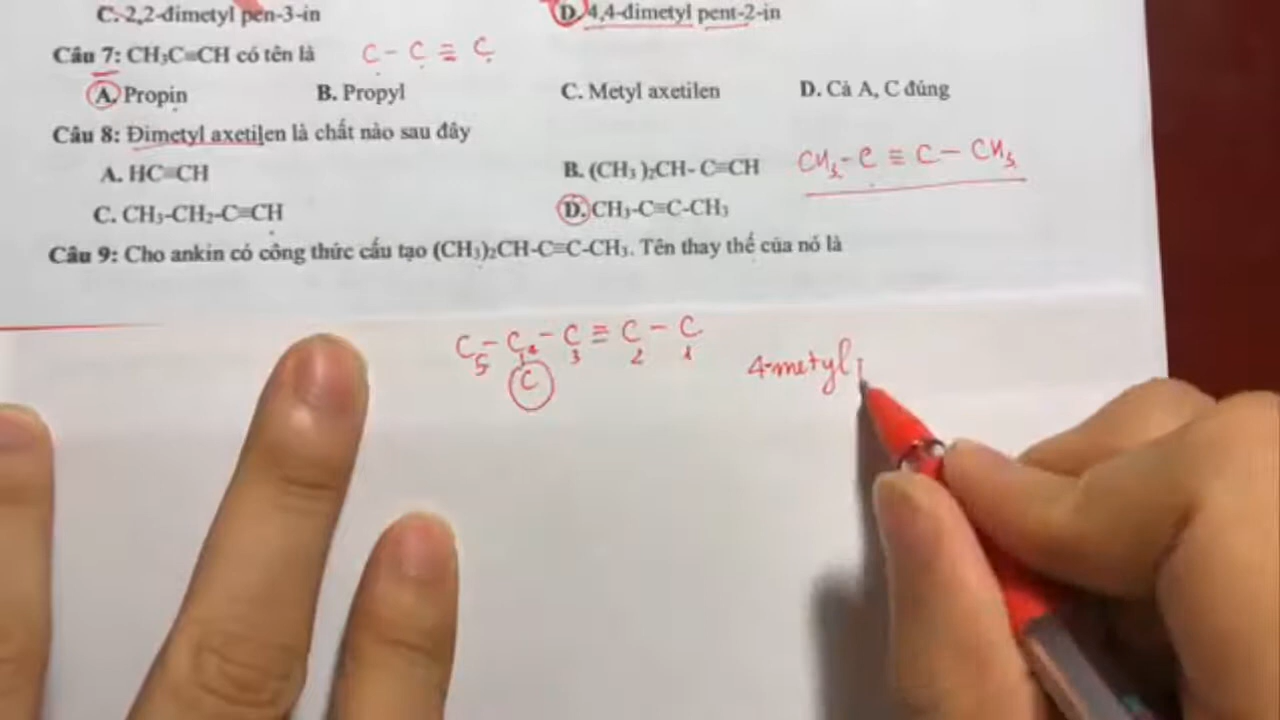 C. 2,2-đimetyl pen-3-in D. 4,4-dimetyl pent-2-in
Câu 7: CH₃C≡CH có tên là C - C ≡ C
A. Propin B. Propyl C. Metyl axetilen D. Cả A, C đúng
Câu 8: Đimetyl axetilen là chất nào sau đây
A. HC≡CH B. (CH₃)₂CH- C≡CH CH₃-C ≡ C - CH₃
C. CH₃-CH₂-C≡CH D. CH₃-C≡C-CH₃
Câu 9: Cho ankin có công thức cấu tạo (CH₃)₂CH-C≡C-CH₃. Tên thay thế của nó là
C - C - C ≡ C - C 4-metyl
5 4 3 2 1
C